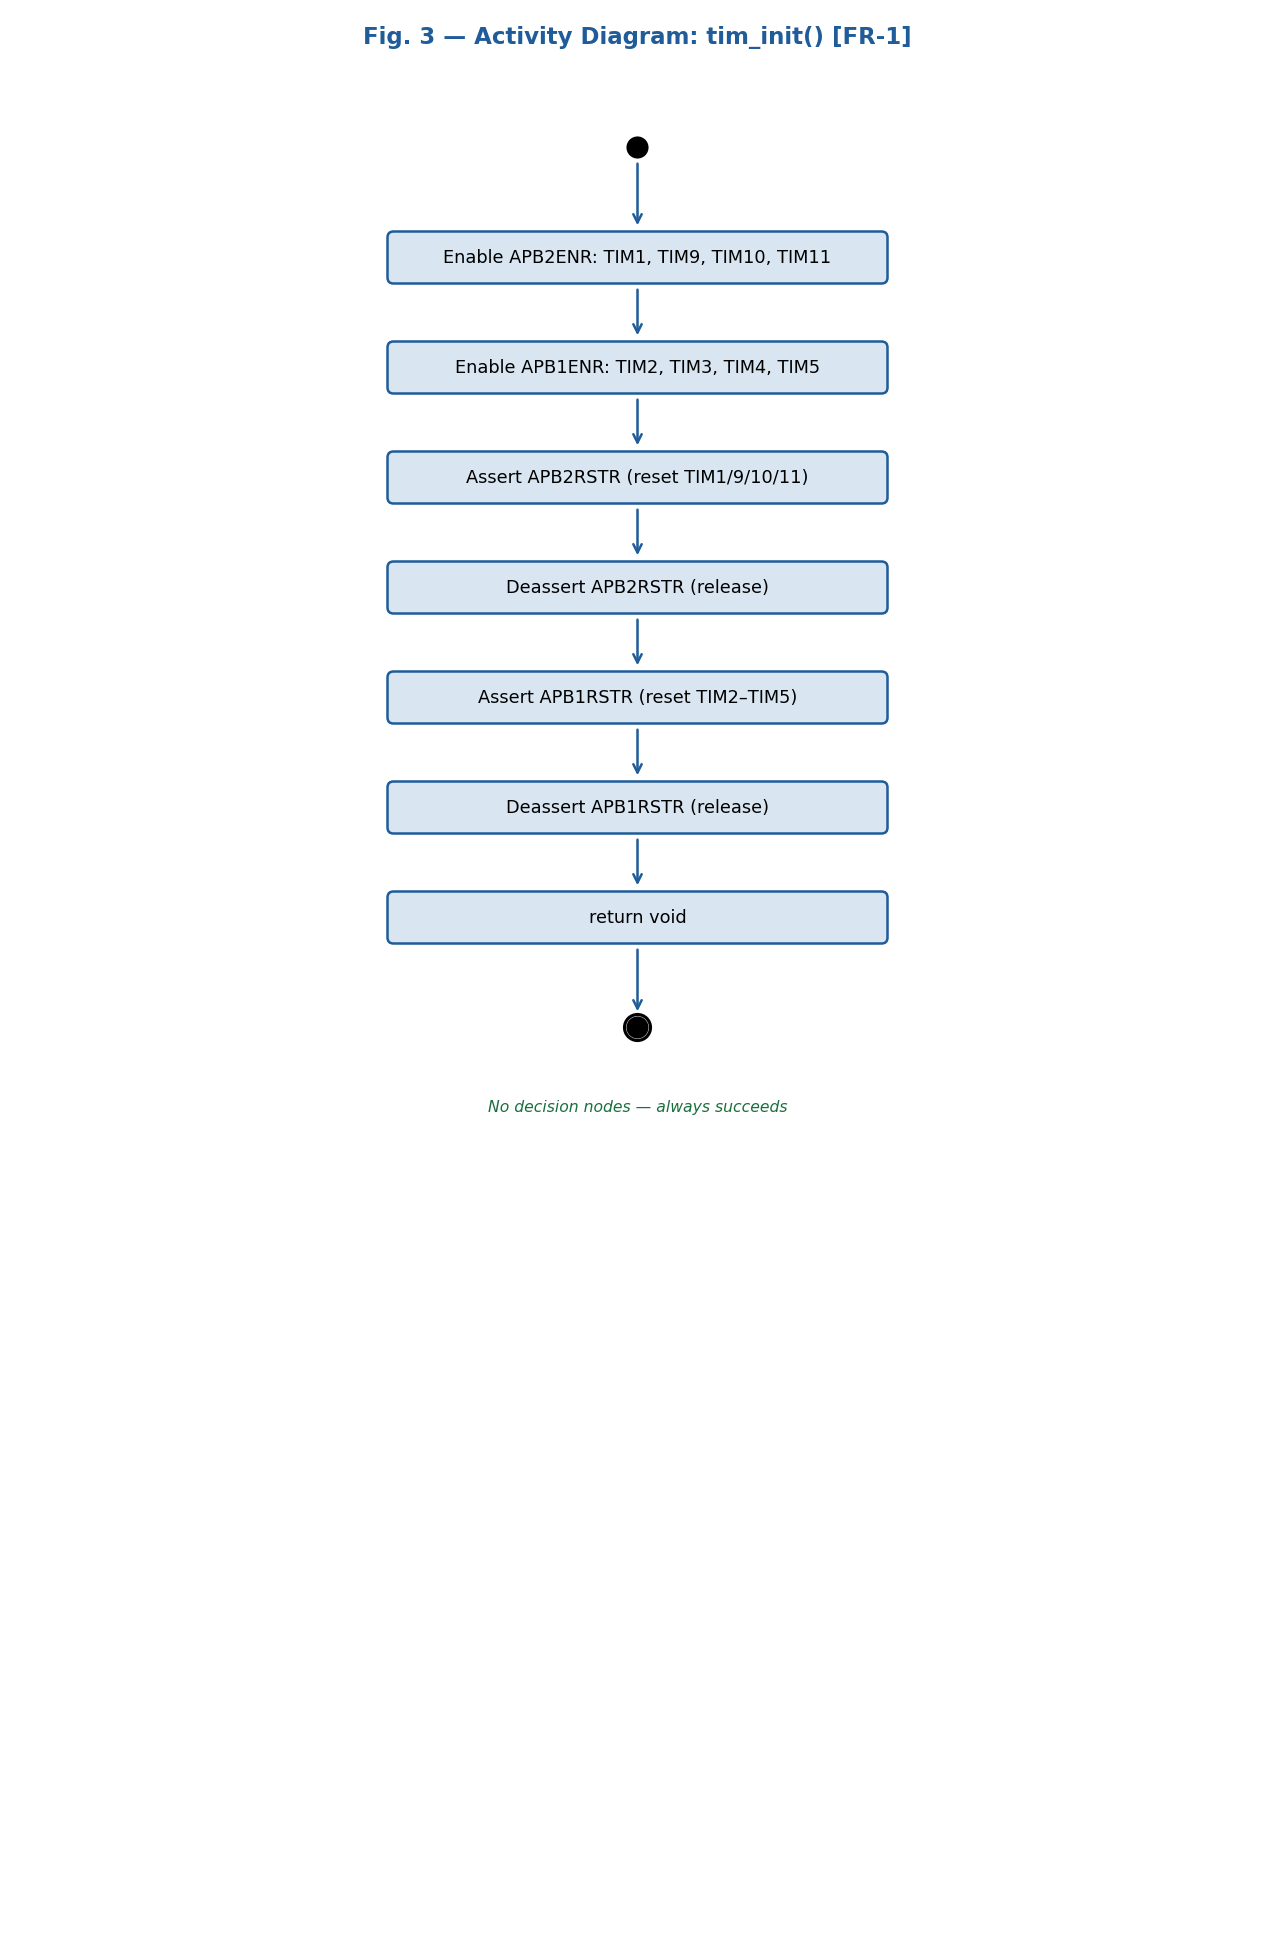 Fig. 3 — Activity Diagram: tim_init() [FR-1]
Enable APB2ENR: TIM1, TIM9, TIM10, TIM11
Enable APB1ENR: TIM2, TIM3, TIM4, TIM5
Assert APB2RSTR (reset TIM1/9/10/11)
Deassert APB2RSTR (release)
Assert APB1RSTR (reset TIM2–TIM5)
Deassert APB1RSTR (release)
return void
No decision nodes — always succeeds